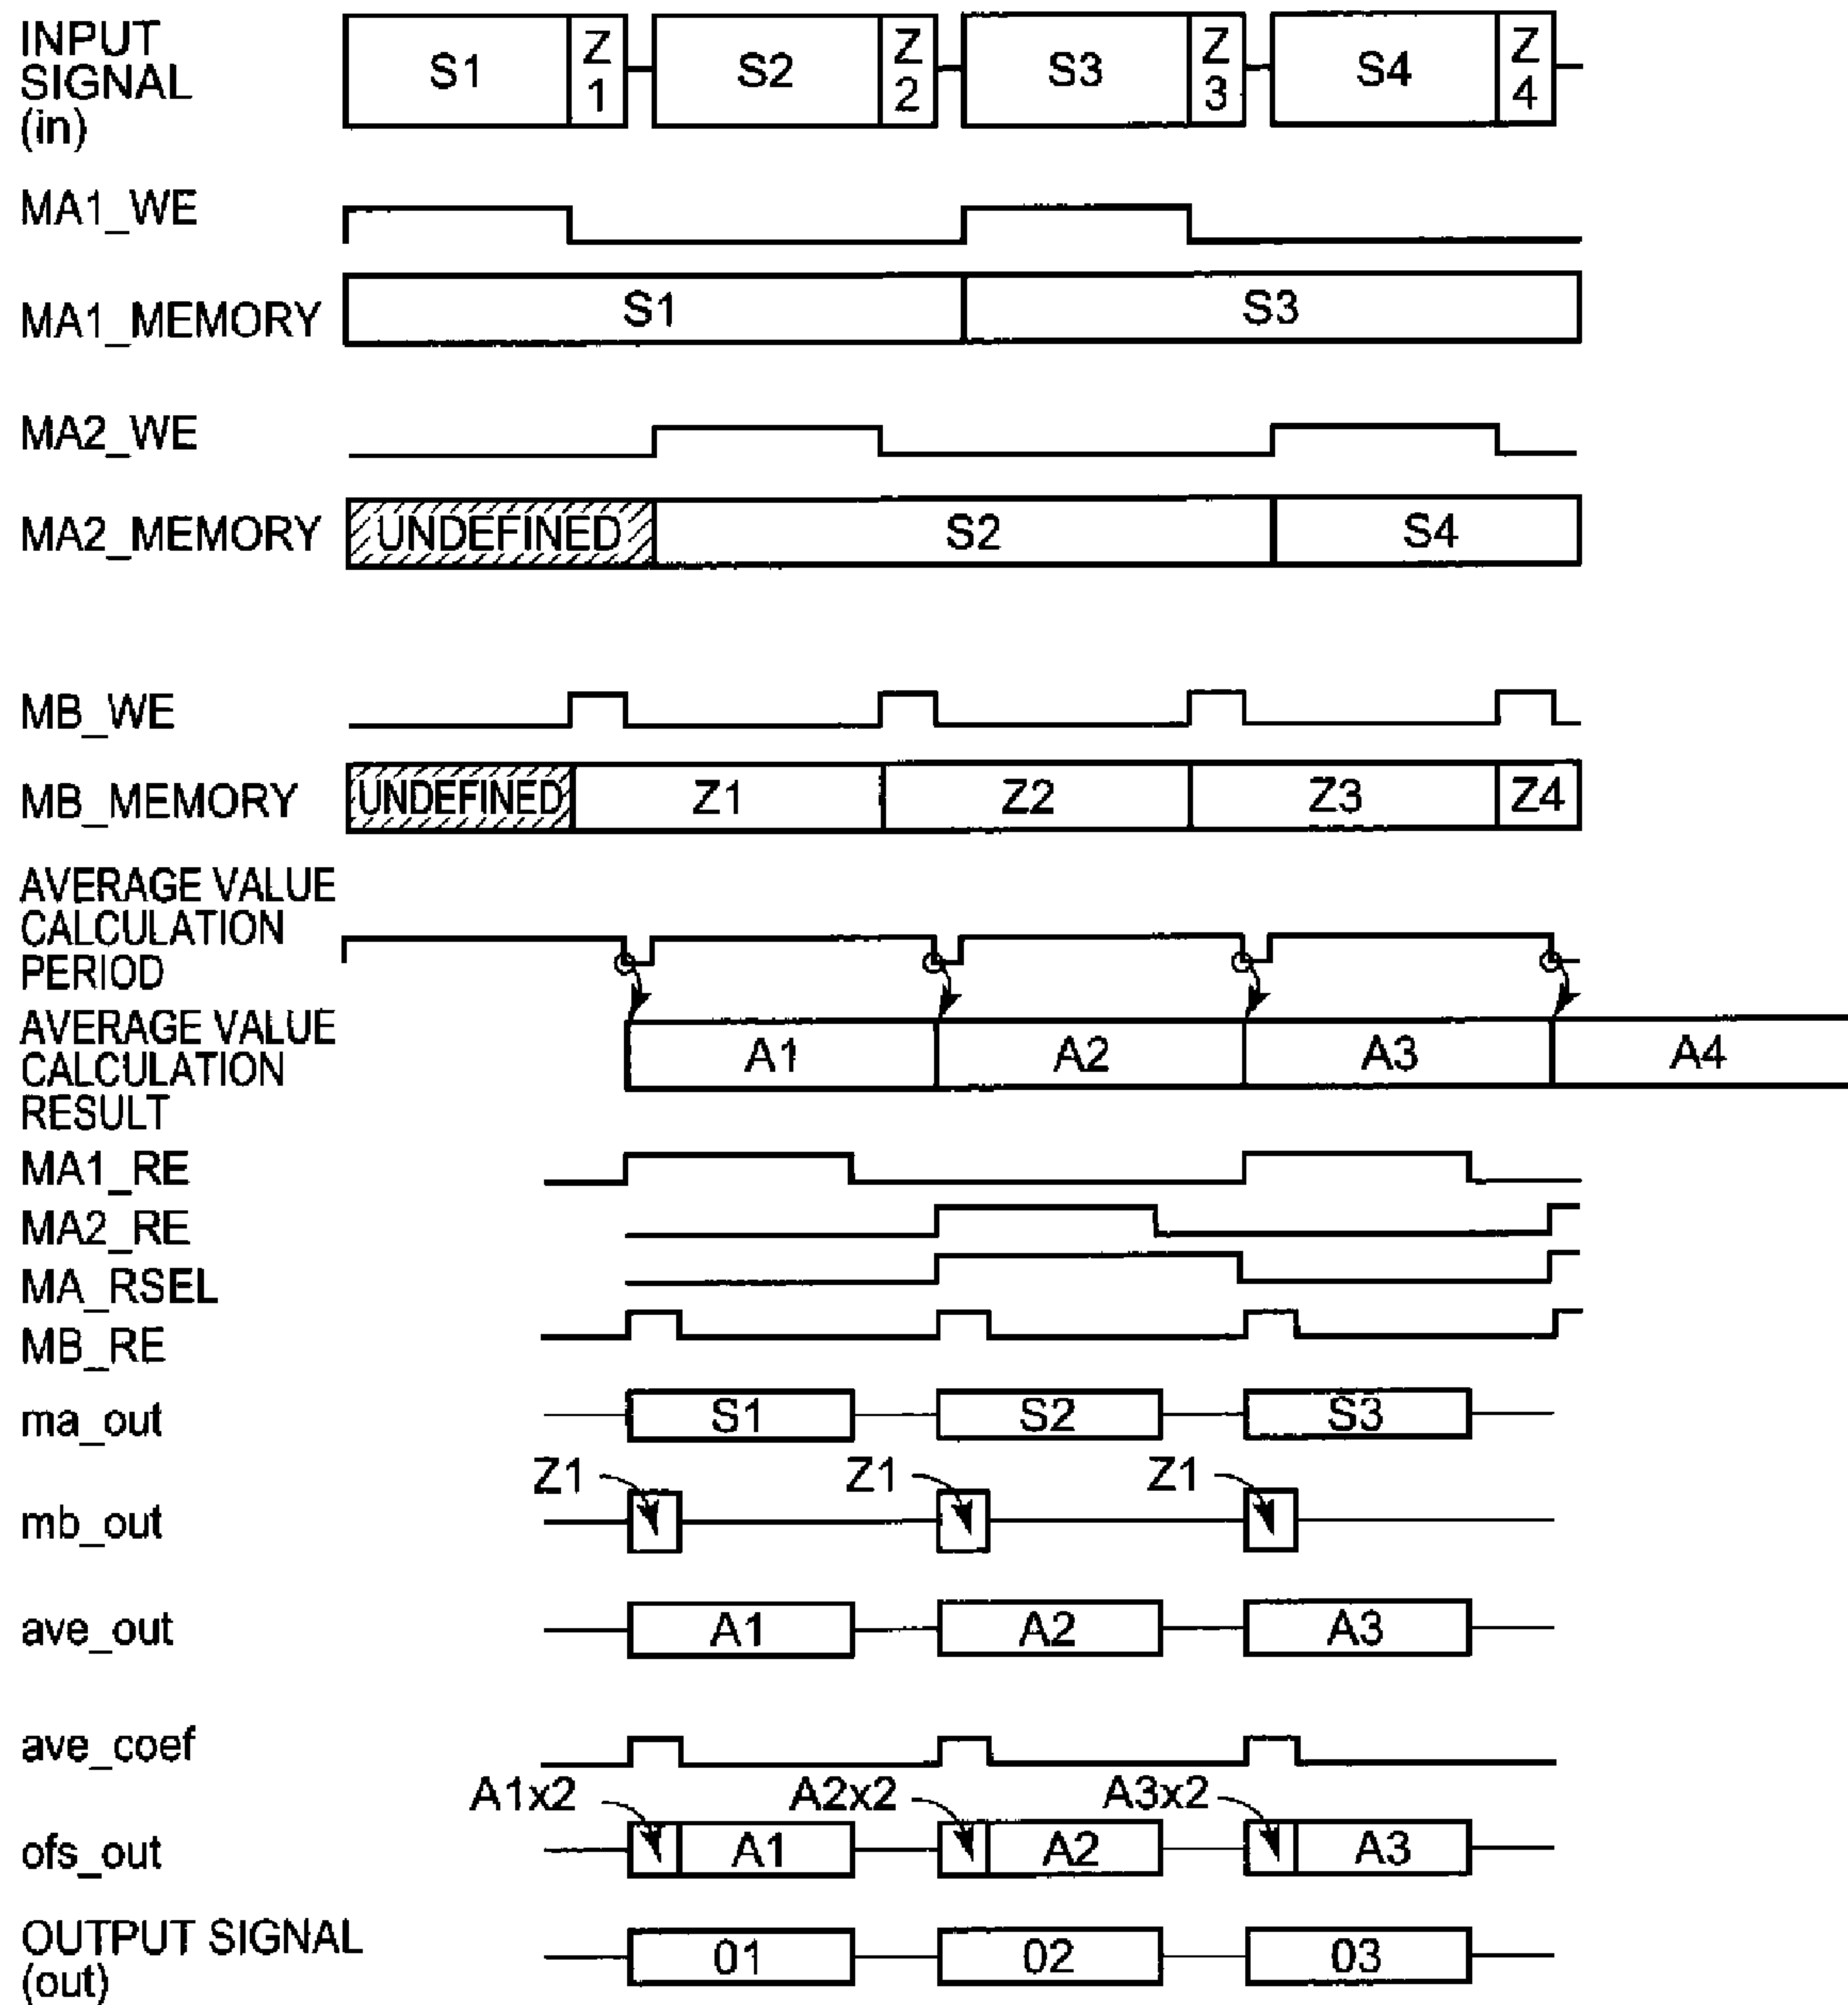 INPUT
SIGNAL
(in)
S1
Z
1
S2
Z
2
S3
Z
3
S4
Z
4
MA1_WE
MA1_MEMORY
S1
S3
MA2_WE
MA2_MEMORY
UNDEFINED
S2
S4
MB_WE
MB_MEMORY
UNDEFINED
Z1
Z2
Z3
Z4
AVERAGE VALUE
CALCULATION
PERIOD
AVERAGE VALUE
CALCULATION
RESULT
A1
A2
A3
A4
MA1_RE
MA2_RE
MA_RSEL
MB_RE
ma_out
S1
S2
S3
Z1
Z1
Z1
mb_out
ave_out
A1
A2
A3
ave_coef
A1x2
A2x2
A3x2
ofs_out
A1
A2
A3
OUTPUT SIGNAL
(out)
01
02
03